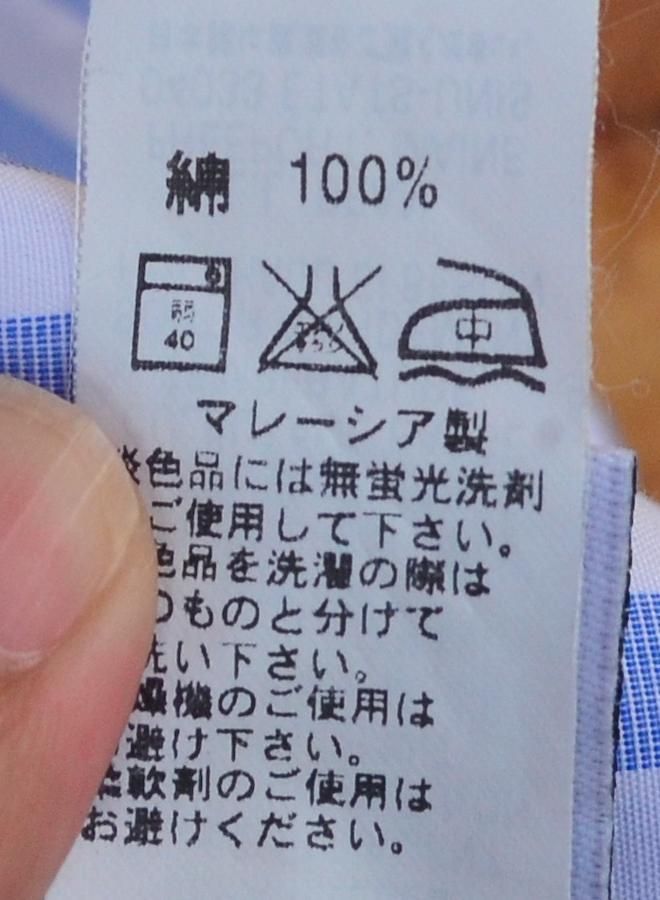 綿 100%
弱
40
中
マレーシア製
淡色品には無蛍光洗剤
ご使用して下さい。
色品を洗濯の際は
のものと分けて
洗い下さい。
燥機のご使用は
避け下さい。
柔軟剤のご使用は
お避けください。